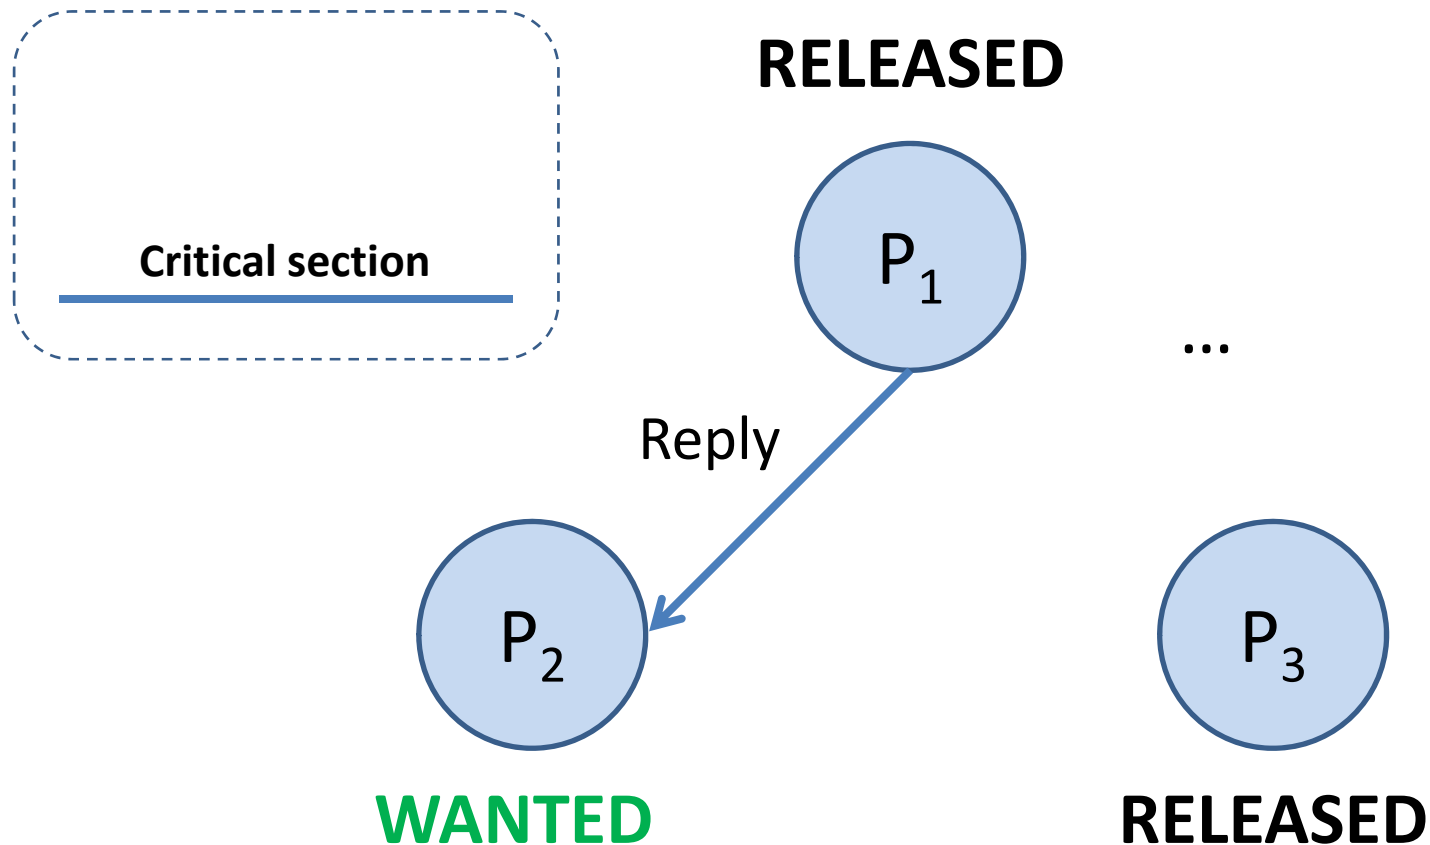 RELEASED
Critical section
P1
...
Reply
P2
P3
WANTED
RELEASED